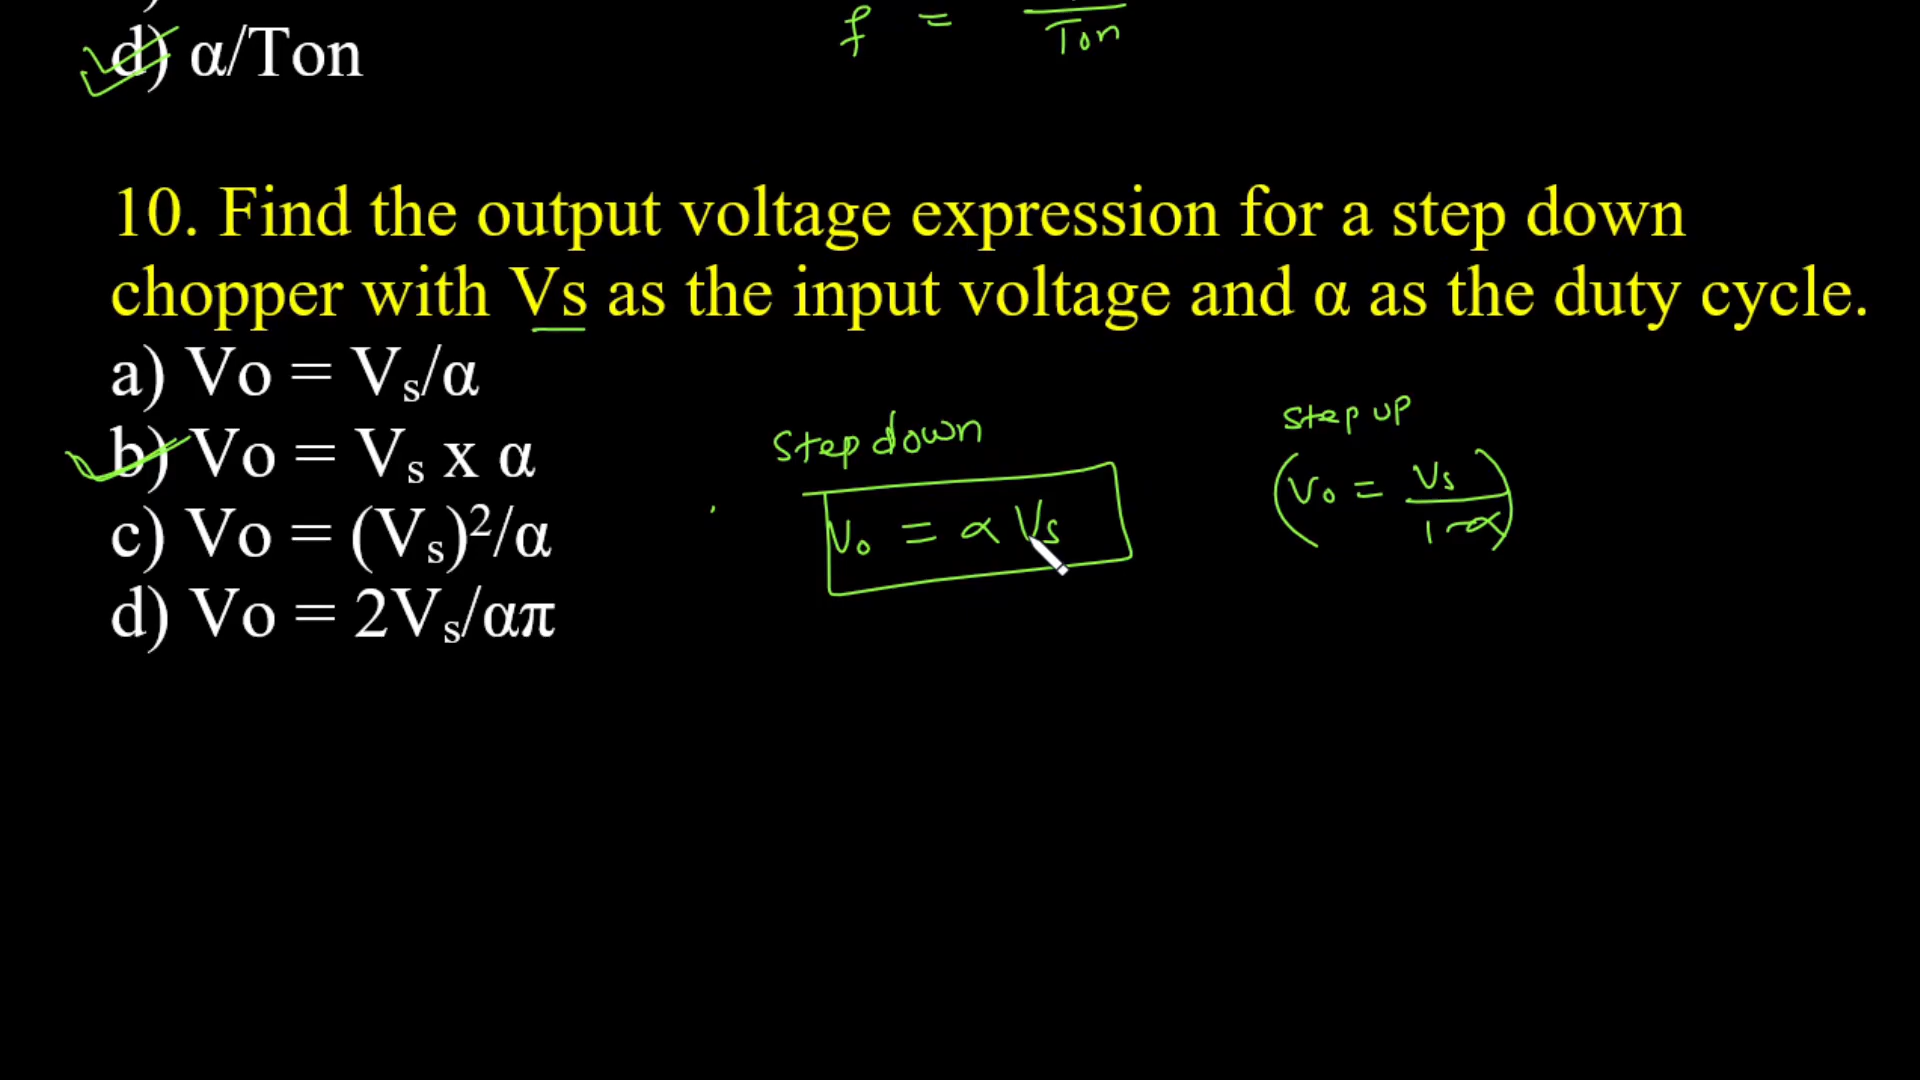 d) α/Ton
f = Ton
10. Find the output voltage expression for a step down
chopper with Vs as the input voltage and α as the duty cycle.
a) Vo = Vₛ/α
b) Vo = Vₛ x α
c) Vo = (Vₛ)²/α
d) Vo = 2Vₛ/απ
Step down
Vo = α Vs
Step up
(Vo = Vs/1-α)